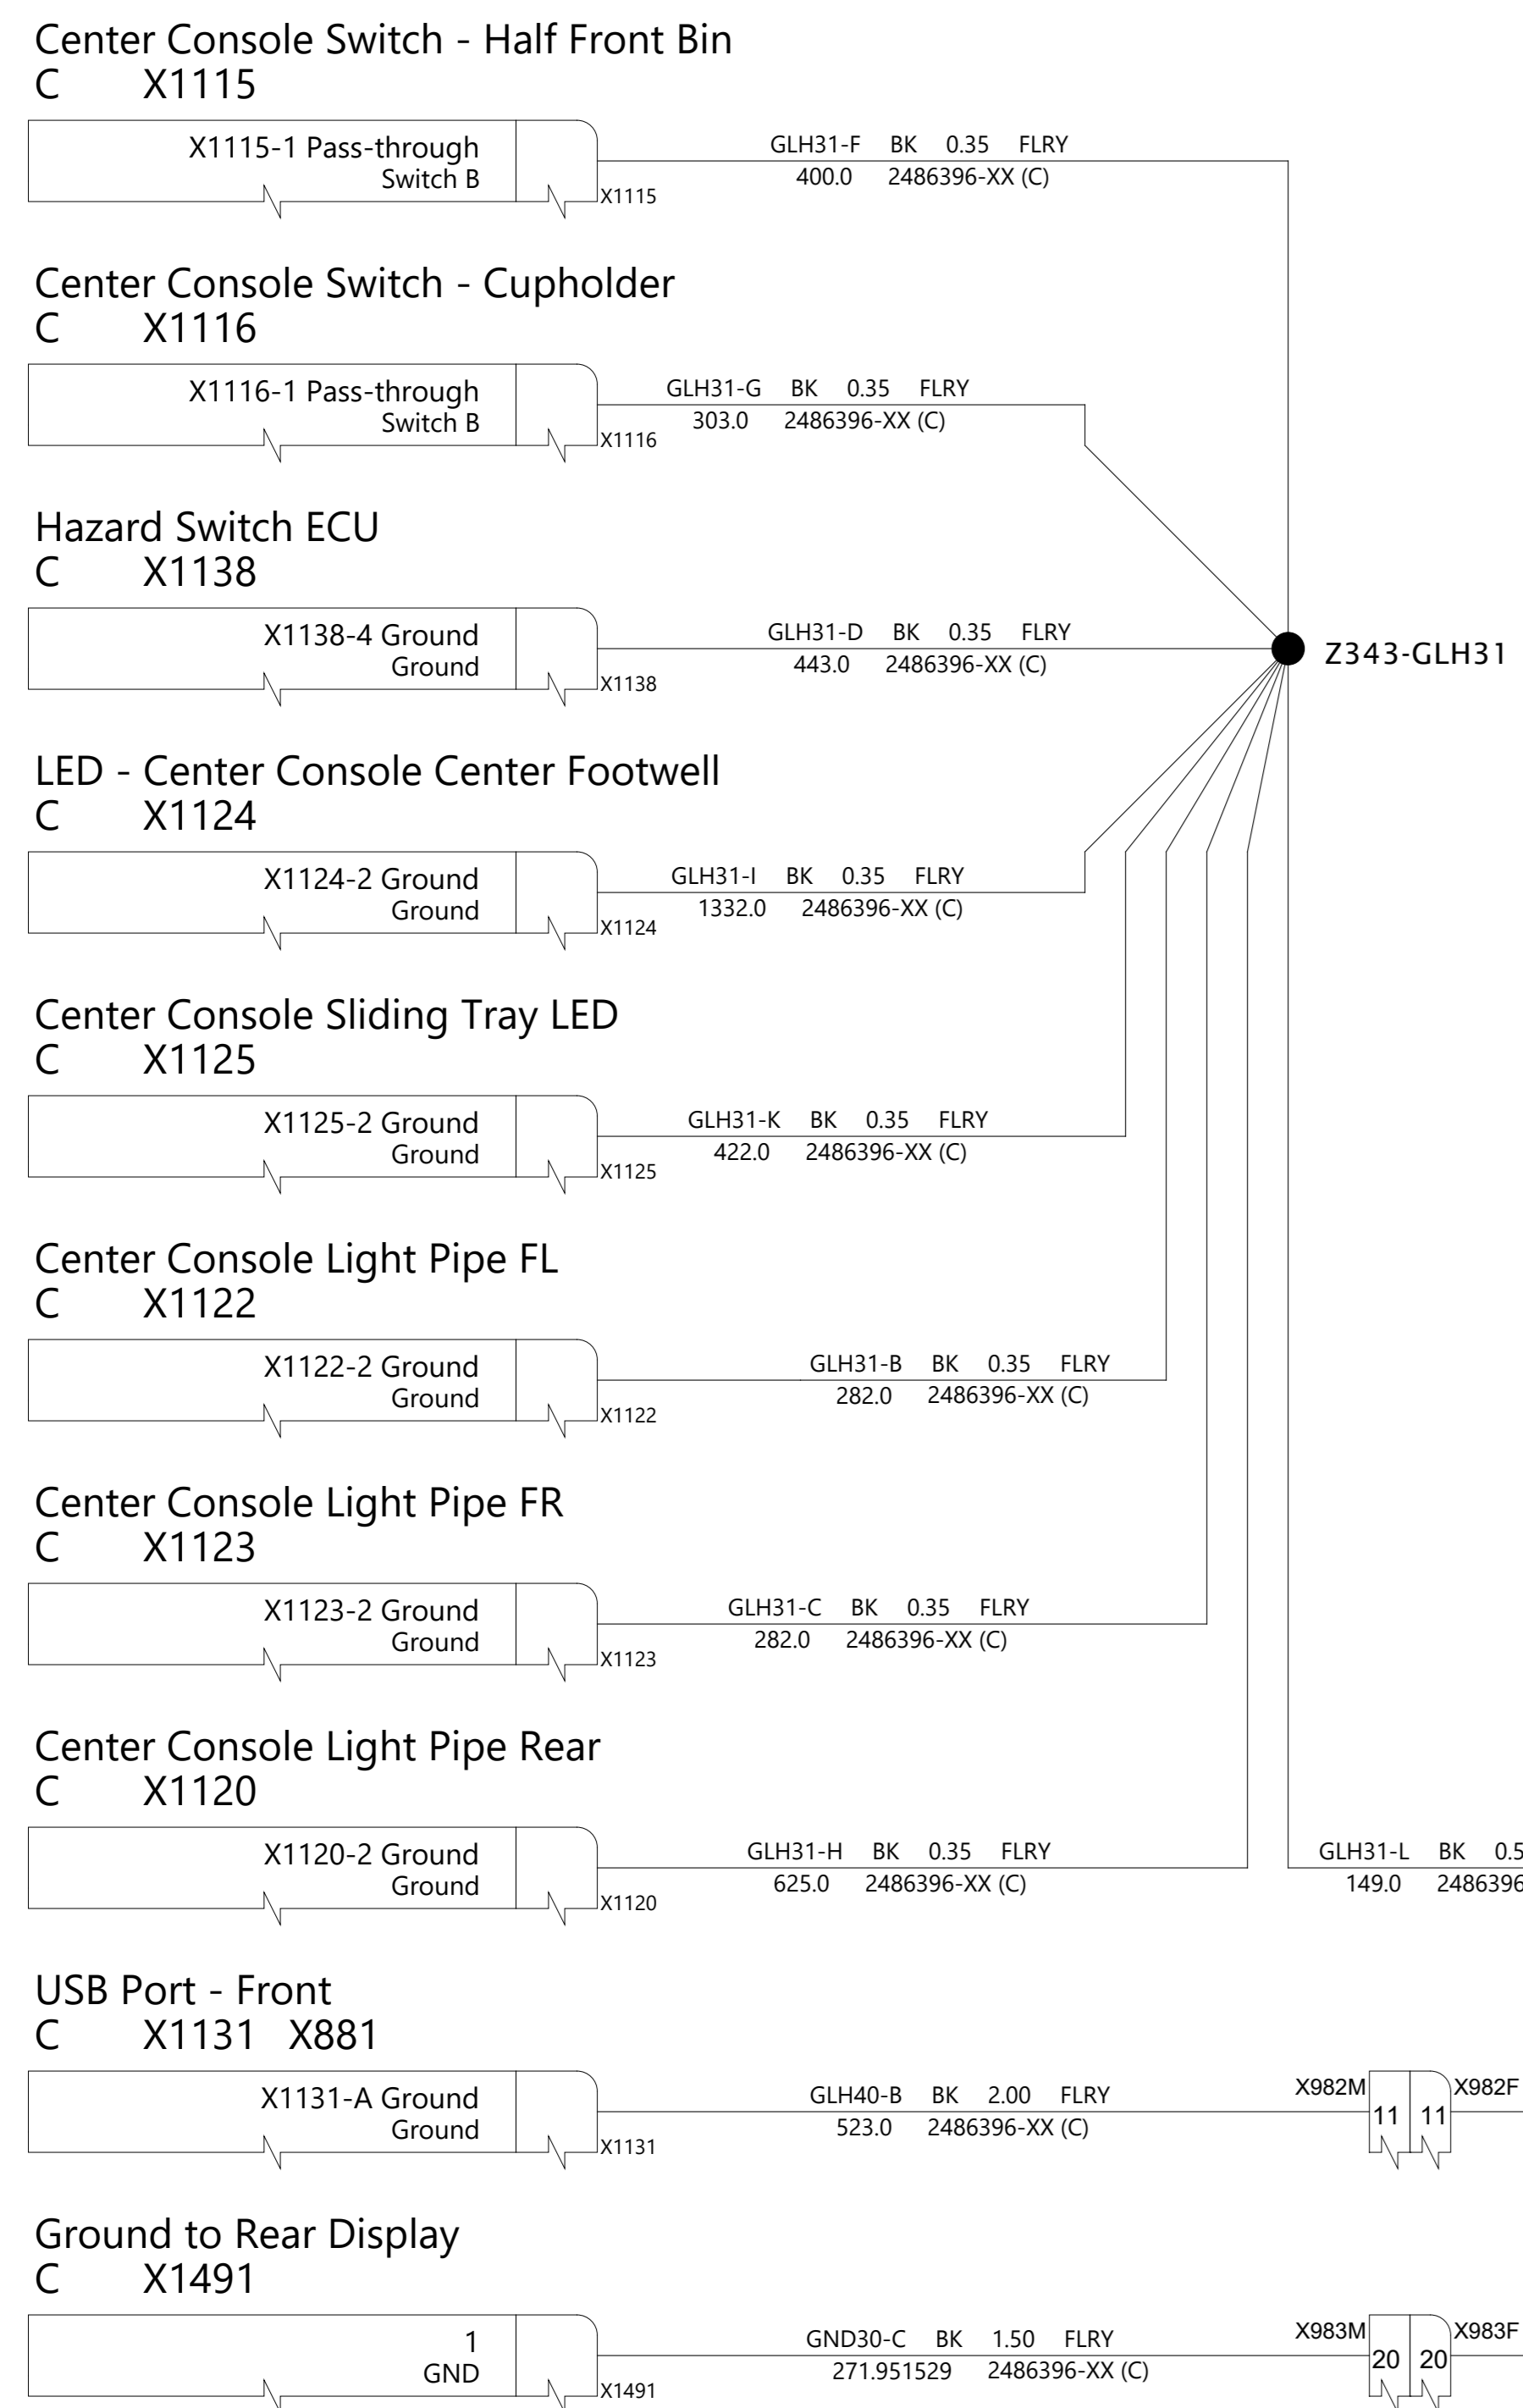 Center Console Switch - Half Front Bin
C X1115
X1115-1 Pass-through
Switch B
X1115
GLH31-F BK 0.35 FLRY
400.0 2486396-XX (C)
Center Console Switch - Cupholder
C X1116
X1116-1 Pass-through
Switch B
X1116
GLH31-G BK 0.35 FLRY
303.0 2486396-XX (C)
Hazard Switch ECU
C X1138
X1138-4 Ground
Ground
X1138
GLH31-D BK 0.35 FLRY
443.0 2486396-XX (C)
Z343-GLH31
LED - Center Console Center Footwell
C X1124
X1124-2 Ground
Ground
X1124
GLH31-I BK 0.35 FLRY
1332.0 2486396-XX (C)
Center Console Sliding Tray LED
C X1125
X1125-2 Ground
Ground
X1125
GLH31-K BK 0.35 FLRY
422.0 2486396-XX (C)
Center Console Light Pipe FL
C X1122
X1122-2 Ground
Ground
X1122
GLH31-B BK 0.35 FLRY
282.0 2486396-XX (C)
Center Console Light Pipe FR
C X1123
X1123-2 Ground
Ground
X1123
GLH31-C BK 0.35 FLRY
282.0 2486396-XX (C)
Center Console Light Pipe Rear
C X1120
X1120-2 Ground
Ground
X1120
GLH31-H BK 0.35 FLRY
625.0 2486396-XX (C)
GLH31-L BK 0.5
149.0 2486396
USB Port - Front
C X1131 X881
X1131-A Ground
Ground
X1131
GLH40-B BK 2.00 FLRY
523.0 2486396-XX (C)
X982M 11 11 X982F
Ground to Rear Display
C X1491
1
GND
X1491
GND30-C BK 1.50 FLRY
271.951529 2486396-XX (C)
X983M 20 20 X983F